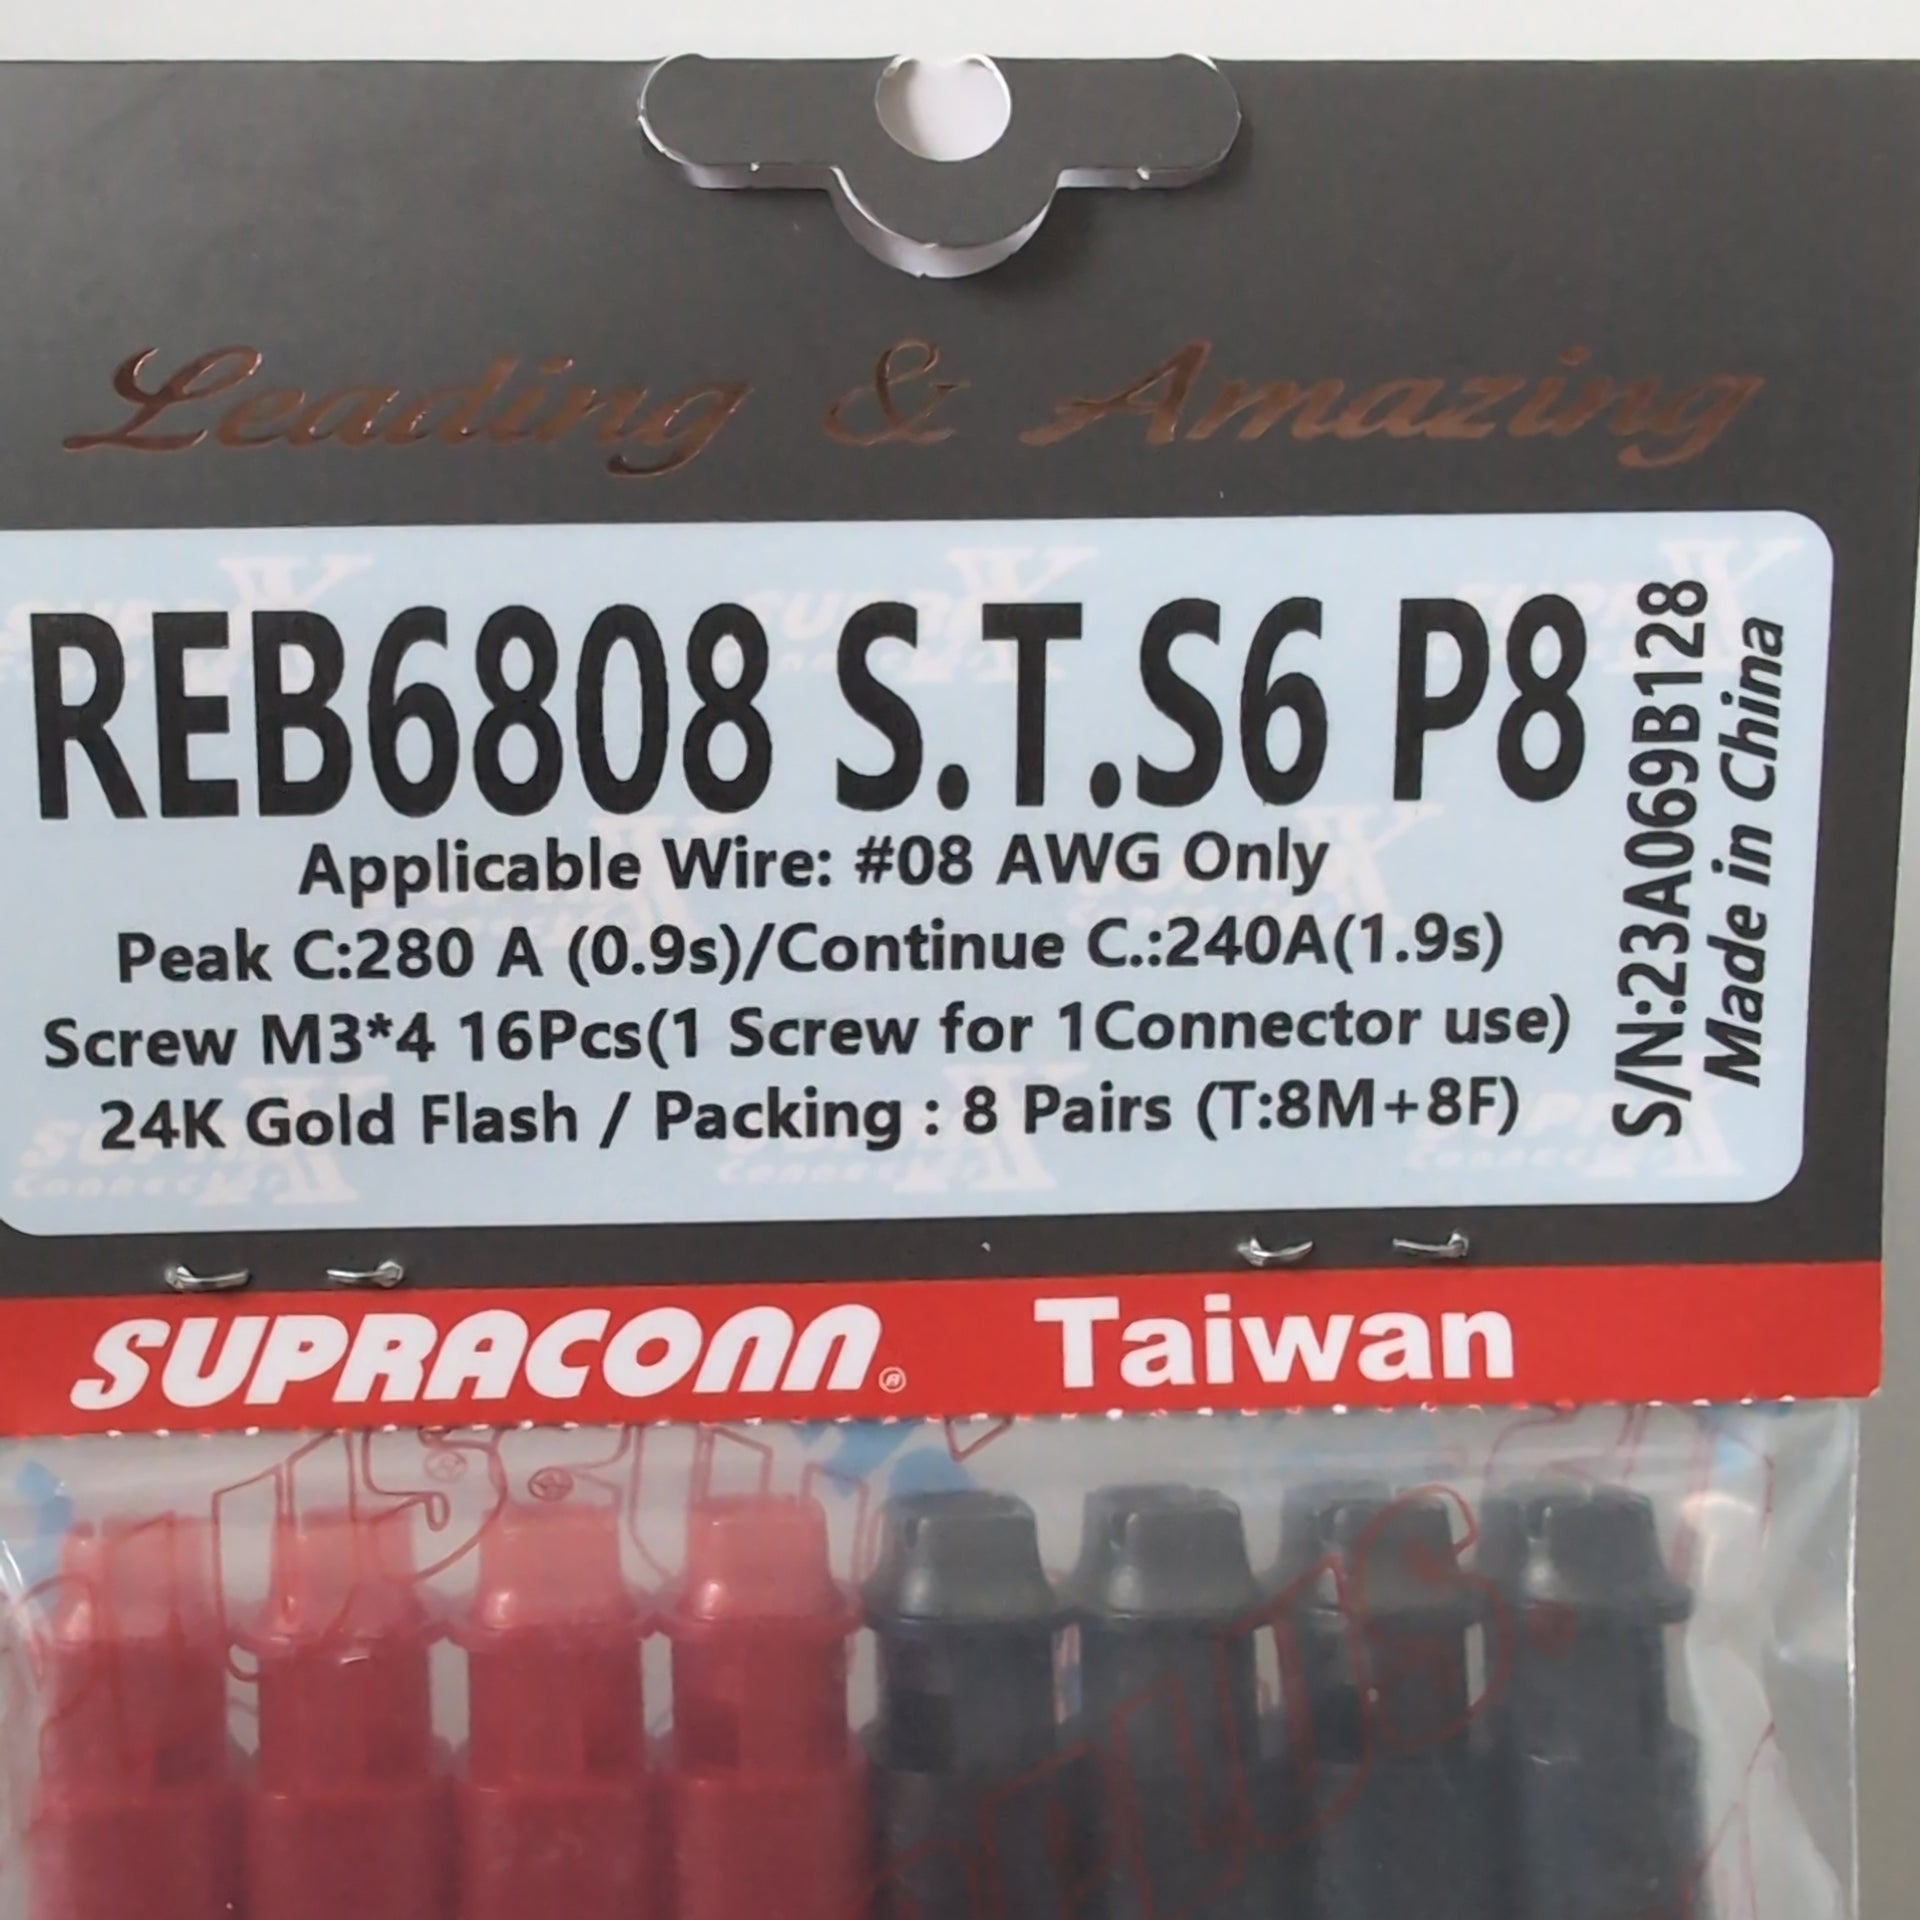 Leading & Amazing
REB6808 S.T.S6 P8
Applicable Wire: #08 AWG Only
Peak C:280 A (0.9s)/Continue C.:240A(1.9s)
Screw M3*4 16Pcs(1 Screw for 1Connector use)
24K Gold Flash / Packing : 8 Pairs (T:8M+8F)
S/N:23A069B128
Made in China
SUPRACONN® Taiwan